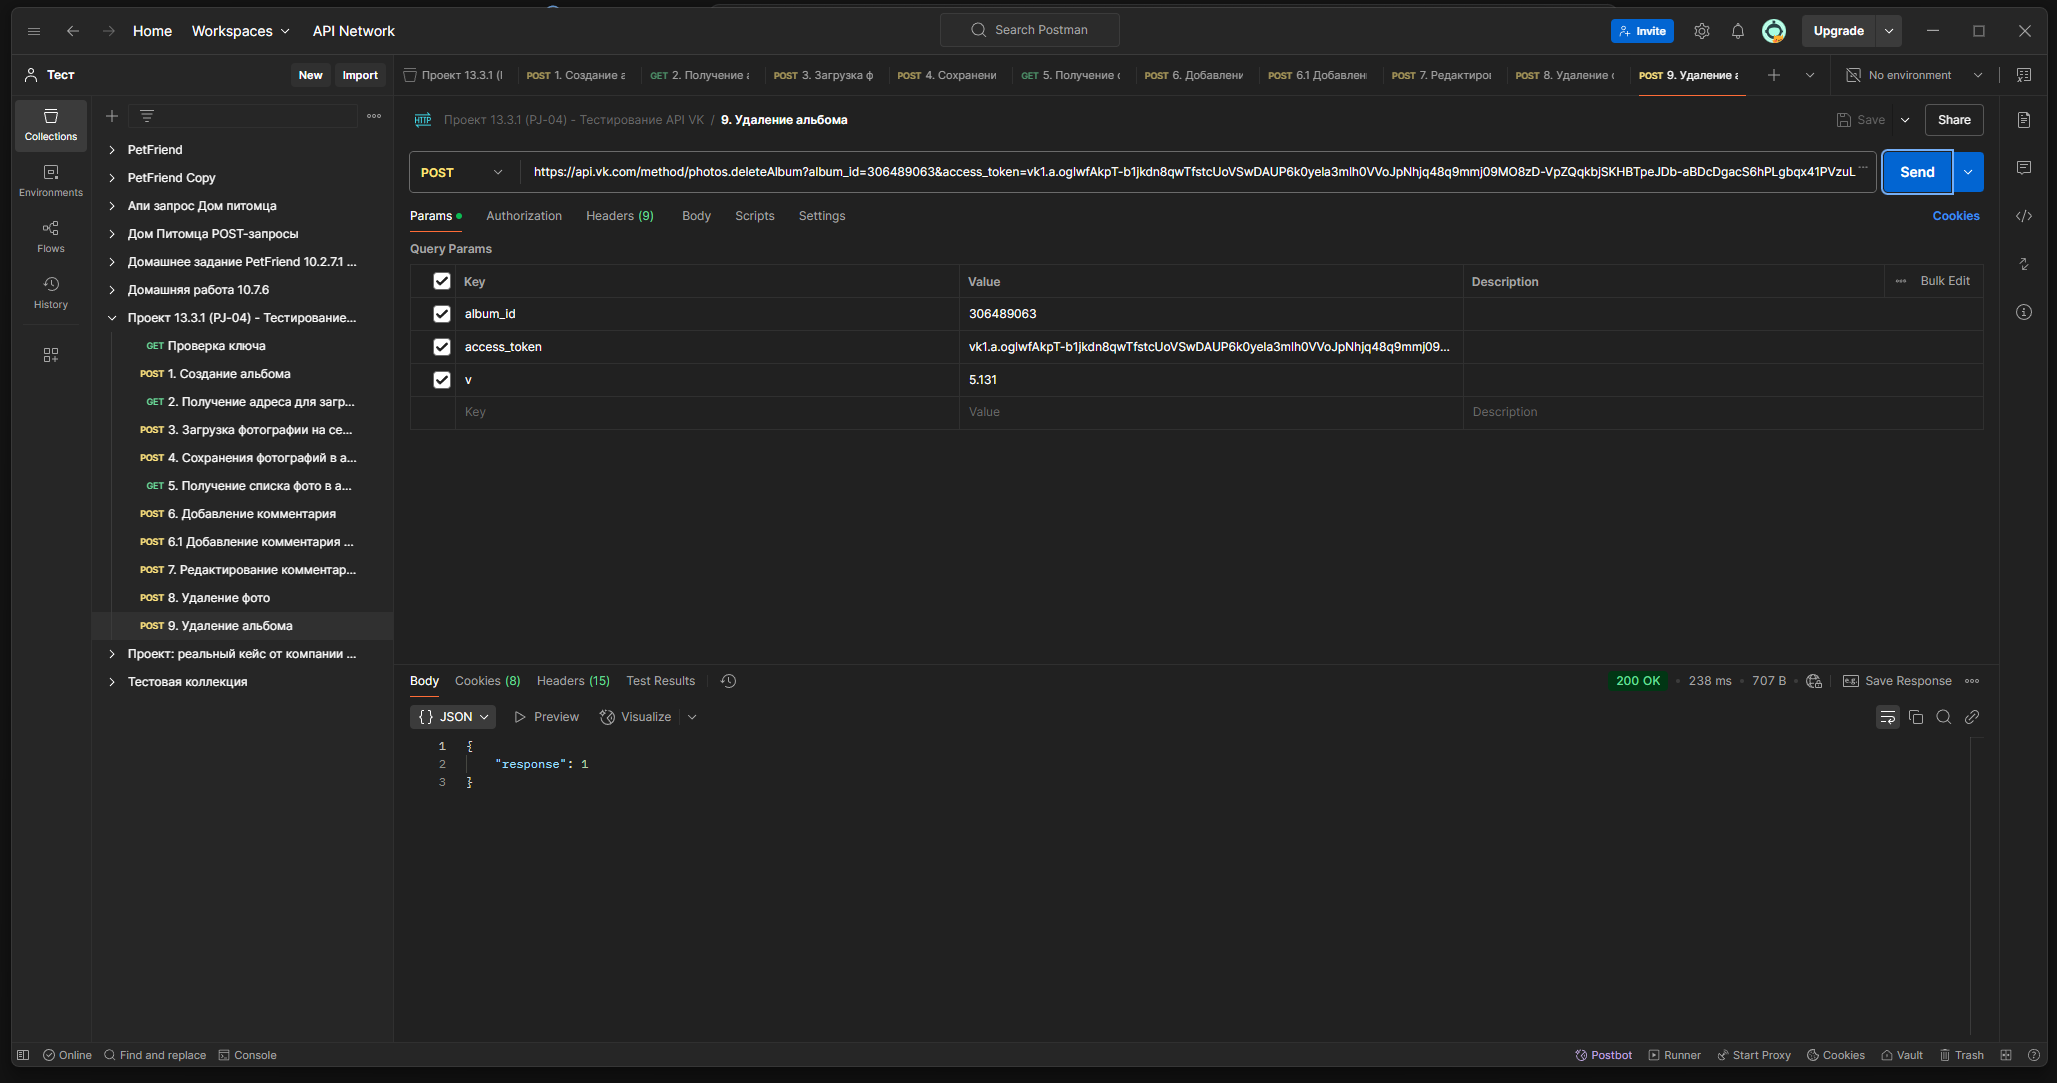 Home Workspaces API Network Search Postman Invite Upgrade
Тест New Import
Проект 13.3.1 (I POST 1. Создание а GET 2. Получение а POST 3. Загрузка ф POST 4. Сохранени GET 5. Получение с POST 6. Добавлени POST 6.1 Добавлен POST 7. Редактиров POST 8. Удаление с POST 9. Удаление а No environment
Collections
Environments
Flows
History
PetFriend
PetFriend Copy
Апи запрос Дом питомца
Дом Питомца POST-запросы
Домашнее задание PetFriend 10.2.7.1 ...
Домашняя работа 10.7.6
Проект 13.3.1 (PJ-04) - Тестирование...
GET Проверка ключа
POST 1. Создание альбома
GET 2. Получение адреса для загр...
POST 3. Загрузка фотографии на се...
POST 4. Сохранения фотографий в а...
GET 5. Получение списка фото в а...
POST 6. Добавление комментария
POST 6.1 Добавление комментария ...
POST 7. Редактирование комментар...
POST 8. Удаление фото
POST 9. Удаление альбома
Проект: реальный кейс от компании ...
Тестовая коллекция
HTTP Проект 13.3.1 (PJ-04) - Тестирование API VK / 9. Удаление альбома Save Share
POST https://api.vk.com/method/photos.deleteAlbum?album_id=306489063&access_token=vk1.a.oglwfAkpT-b1jkdn8qwTfstcUoVSwDAUP6k0yela3mlh0VVoJpNhjq48q9mmj09MO8zD-VpZQqkbjSKHBTpeJDb-aBDcDgacS6hPLgbqx41PVzuL ... Send
Params Authorization Headers (9) Body Scripts Settings Cookies
Query Params
Key Value Description Bulk Edit
album_id 306489063
access_token vk1.a.oglwfAkpT-b1jkdn8qwTfstcUoVSwDAUP6k0yela3mlh0VVoJpNhjq48q9mmj09...
v 5.131
Key Value Description
Body Cookies (8) Headers (15) Test Results 200 OK 238 ms 707 B Save Response
{} JSON Preview Visualize
1 {
2 "response": 1
3 }
Online Find and replace Console Postbot Runner Start Proxy Cookies Vault Trash